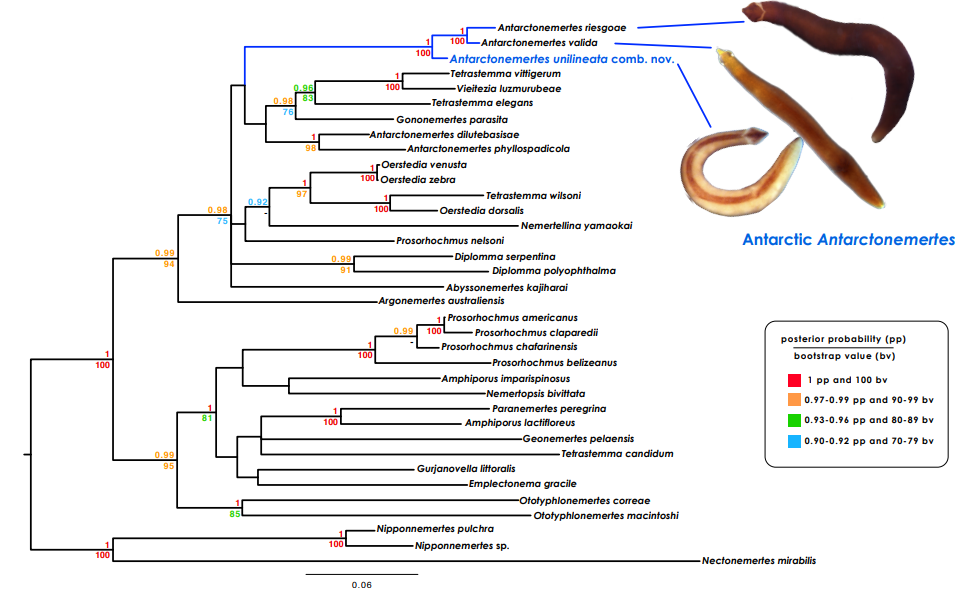 Antarctonemertes riesgoae
1
100
Antarctonemertes valida
1
100
Antarctonemertes unilineata comb. nov.
Tetrastemma vittigerum
1
100
0.96
83
Vieitezia luzmurubeae
0.98
76
Tetrastemma elegans
Gononemertes parasita
Antarctonemertes dilutebasisae
1
98
Antarctonemertes phyllospadicola
Oerstedia venusta
1
100
Oerstedia zebra
1
97
Tetrastemma wilsoni
1
100
0.92
-
Oerstedia dorsalis
0.98
75
Nemertellina yamaokai
Antarctic Antarctonemertes
Prosorhochmus nelsoni
0.99
94
Diplomma serpentina
0.99
91
Diplomma polyophthalma
Abyssonemertes kajiharai
Argonemertes australiensis
Prosorhochmus americanus
1
100
0.99
-
Prosorhochmus claparedii
Prosorhochmus chafarinensis
1
100
1
100
Prosorhochmus belizeanus
Amphiporus imparispinosus
Nemertopsis bivittata
1
81
Paranemertes peregrina
1
100
Amphiporus lactifloreus
Geonemertes pelaensis
0.99
95
Tetrastemma candidum
Gurjanovella littoralis
Emplectonema gracile
Ototyphlonemertes correae
1
85
Ototyphlonemertes macintoshi
Nipponnemertes pulchra
1
100
Nipponnemertes sp.
1
100
Nectonemertes mirabilis
0.06
posterior probability (pp)
bootstrap value (bv)
1 pp and 100 bv
0.97-0.99 pp and 90-99 bv
0.93-0.96 pp and 80-89 bv
0.90-0.92 pp and 70-79 bv